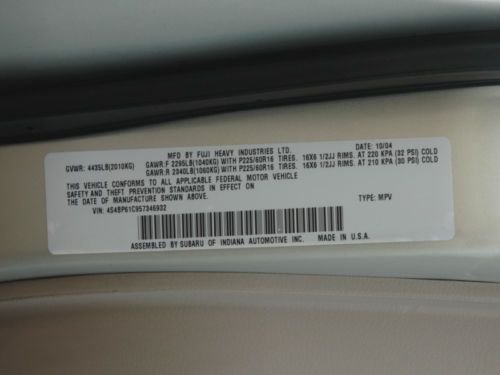 MFD BY FUJI HEAVY INDUSTRIES LTD. DATE: 10/04
GVWR: 4435LB(2010KG) GAWR:F 2295LB(1040KG) WITH P225/60R16 TIRES. 16X6 1/2JJ RIMS. AT 220 KPA (32 PSI) COLD
GAWR:R 2340LB(1060KG) WITH P225/60R16 TIRES. 16X6 1/2JJ RIMS. AT 210 KPA (30 PSI) COLD
THIS VEHICLE CONFORMS TO ALL APPLICABLE FEDERAL MOTOR VEHICLE
SAFETY AND THEFT PREVENTION STANDARDS IN EFFECT ON
THE DATE OF MANUFACTURE SHOWN ABOVE.
VIN: 4S4BP61C957346932 TYPE: MPV
ASSEMBLED BY SUBARU OF INDIANA AUTOMOTIVE INC. MADE IN U.S.A.